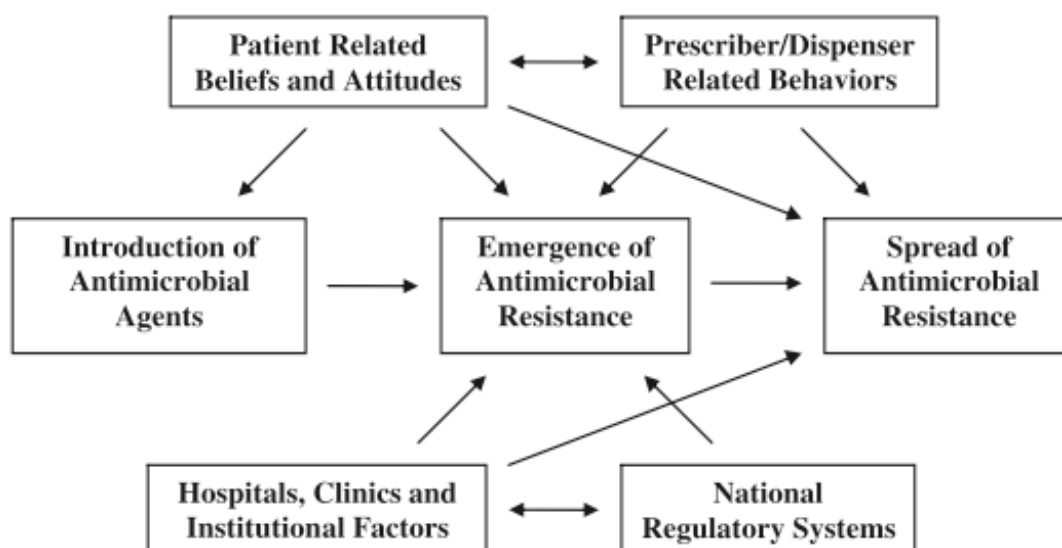 Patient Related
Beliefs and Attitudes
Prescriber/Dispenser
Related Behaviors
Introduction of
Antimicrobial
Agents
Emergence of
Antimicrobial
Resistance
Spread of
Antimicrobial
Resistance
Hospitals, Clinics and
Institutional Factors
National
Regulatory Systems